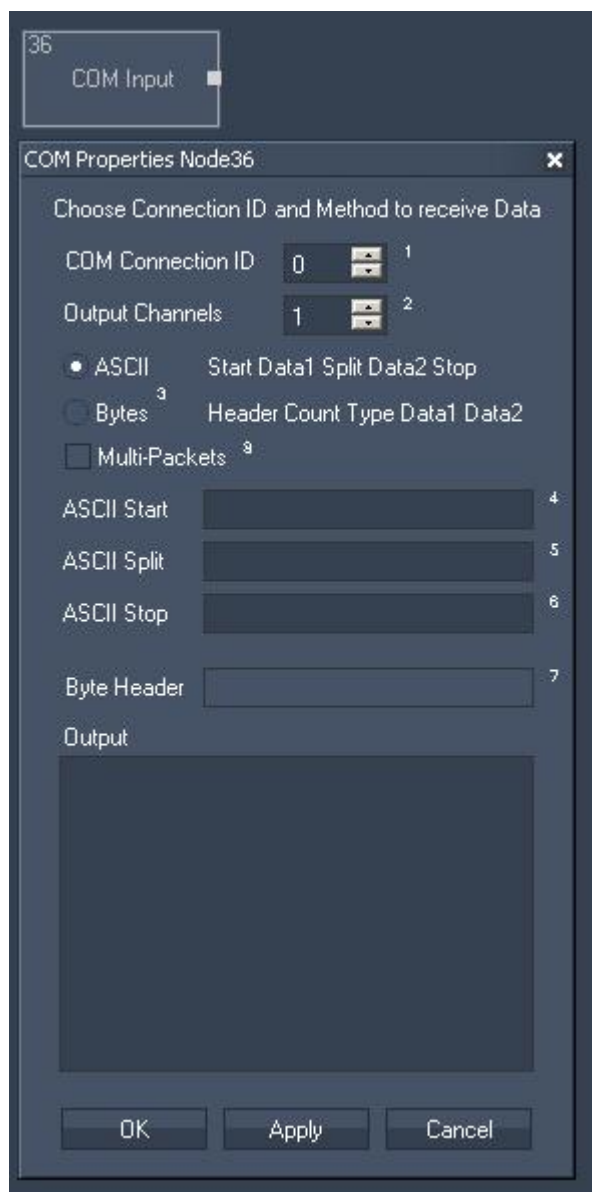 36
COM Input
COM Properties Node36
Choose Connection ID and Method to receive Data
COM Connection ID 0 1
Output Channels 1 2
ASCII Start Data1 Split Data2 Stop
3
Bytes Header Count Type Data1 Data2
Multi-Packets 9
ASCII Start 4
ASCII Split 5
ASCII Stop 6
Byte Header 7
Output
OK Apply Cancel